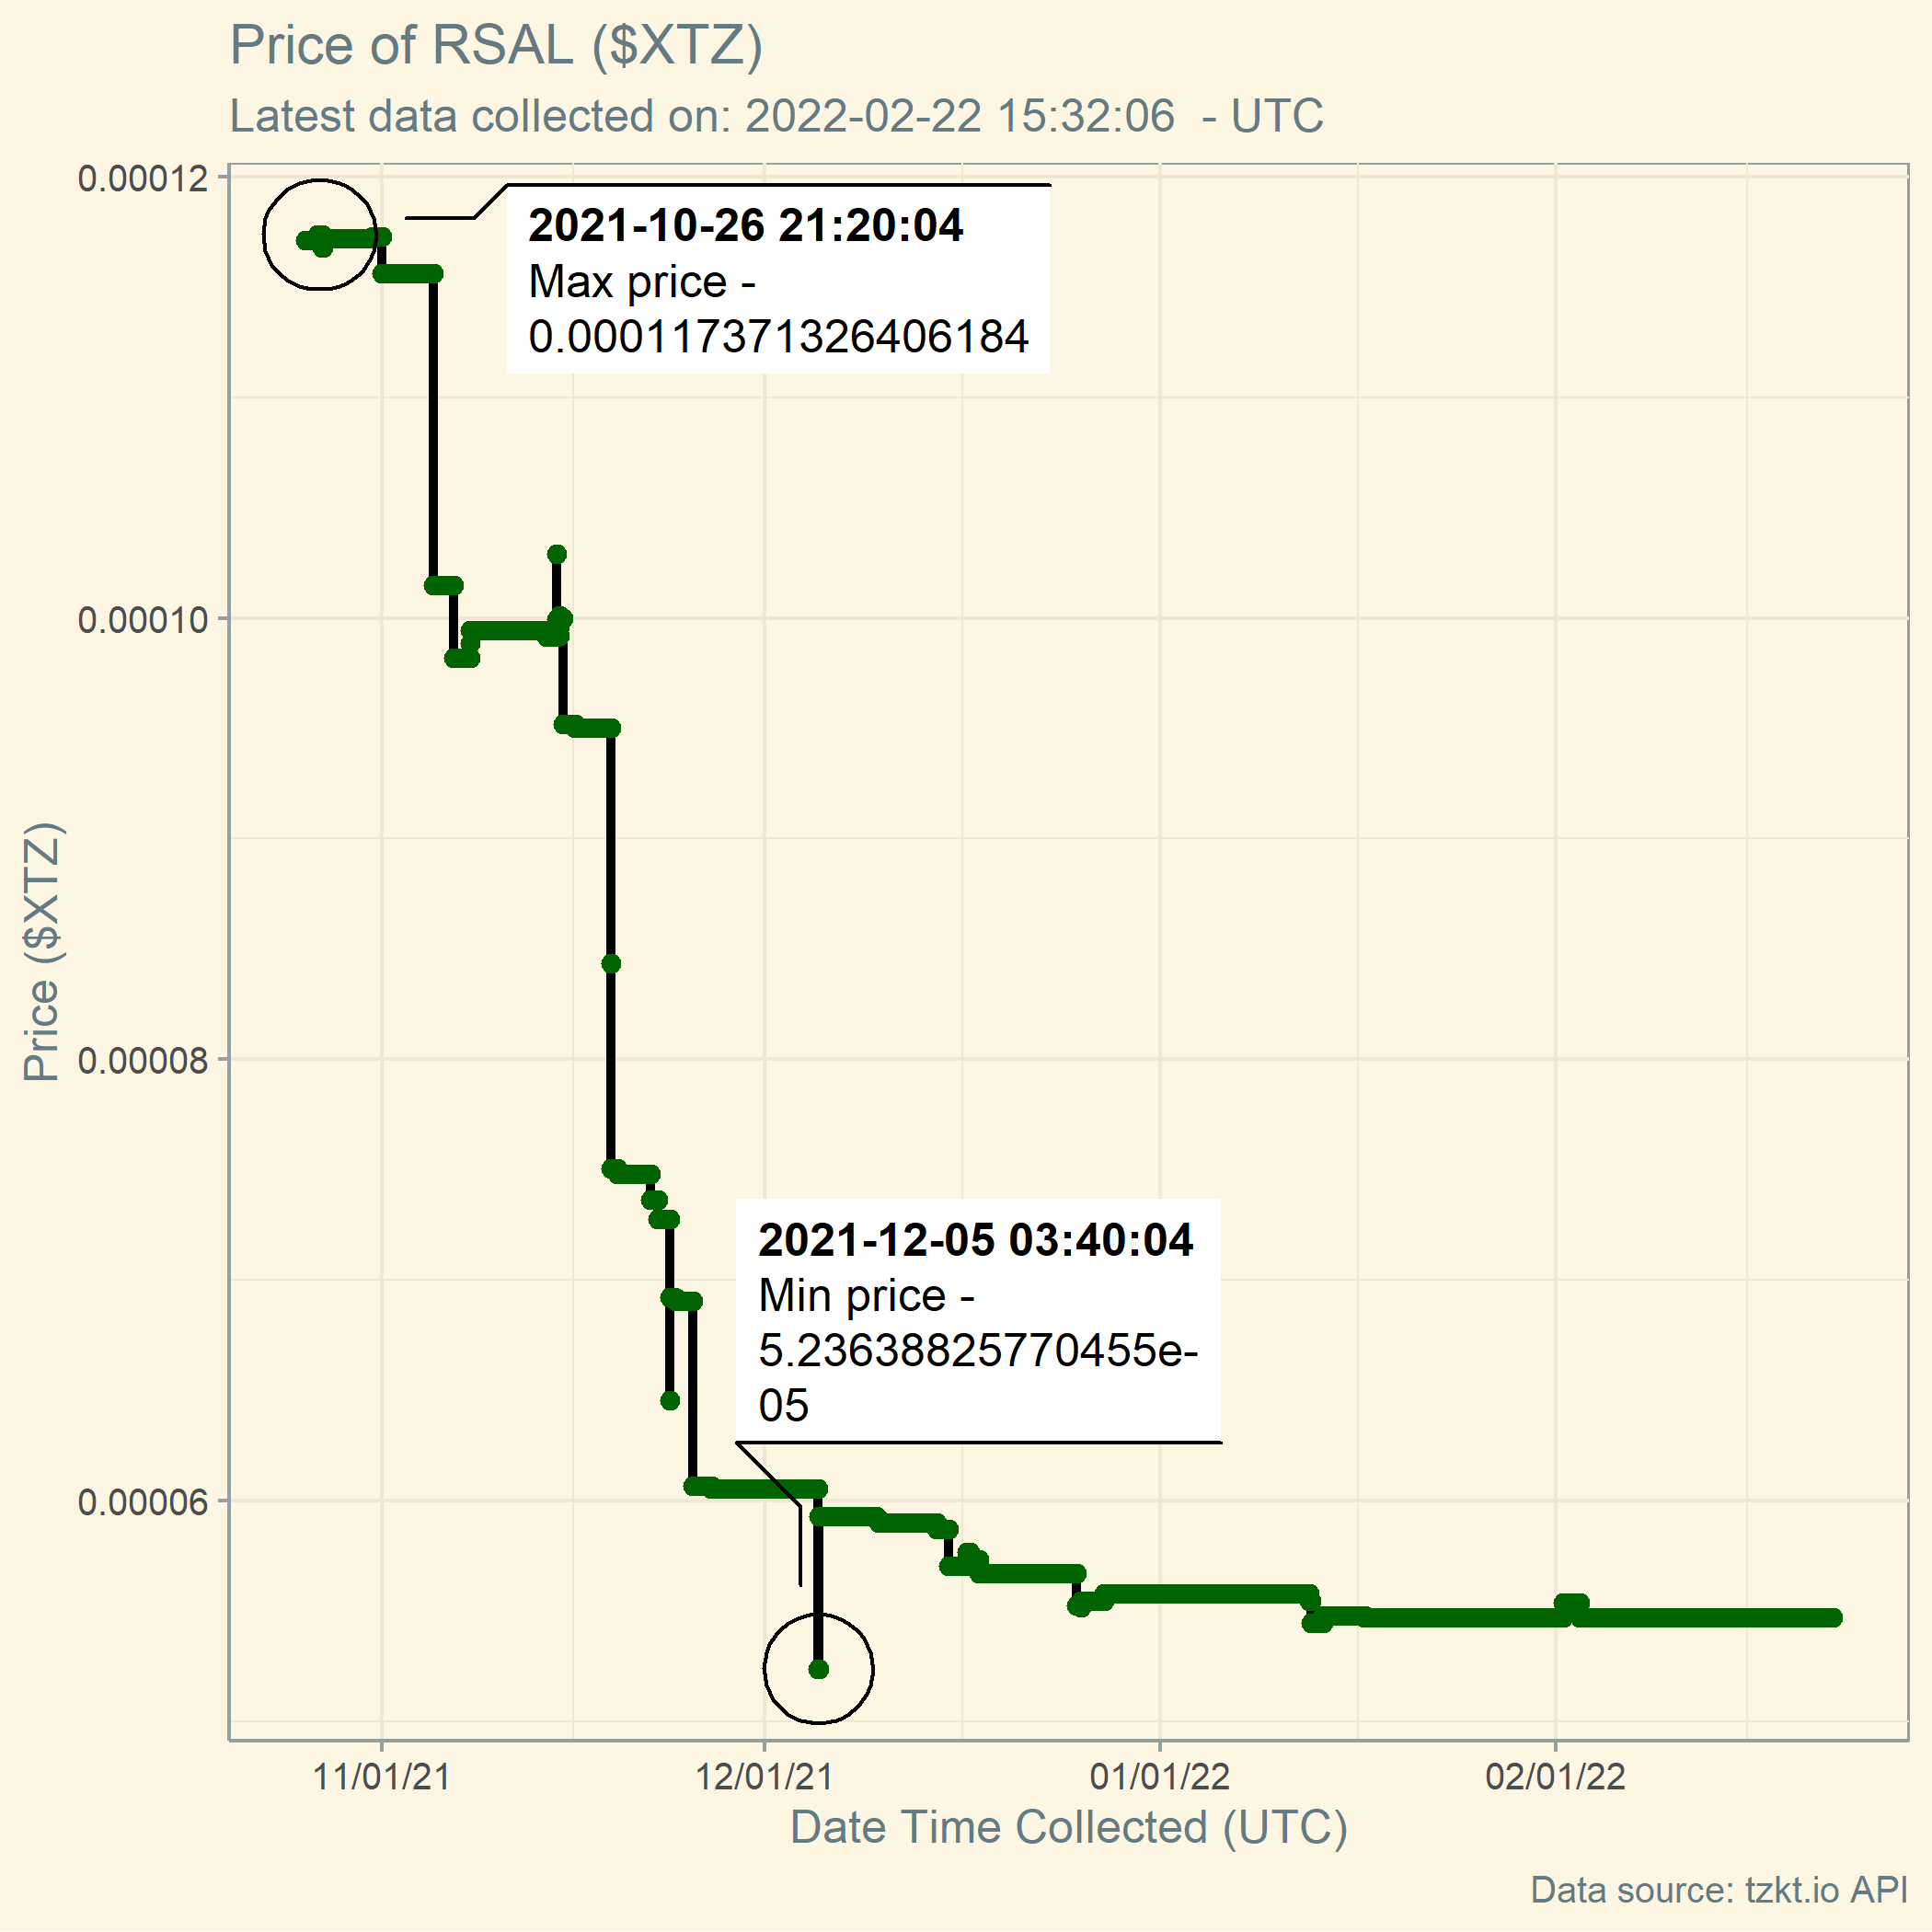 Price of RSAL ($XTZ)
Latest data collected on: 2022-02-22 15:32:06  - UTC
0.00012
2021-10-26 21:20:04
Max price -
0.000117371326406184
0.00010
Price ($XTZ)
0.00008
2021-12-05 03:40:04
Min price -
5.23638825770455e-
05
0.00006
11/01/21
12/01/21
01/01/22
02/01/22
Date Time Collected (UTC)
Data source: tzkt.io API